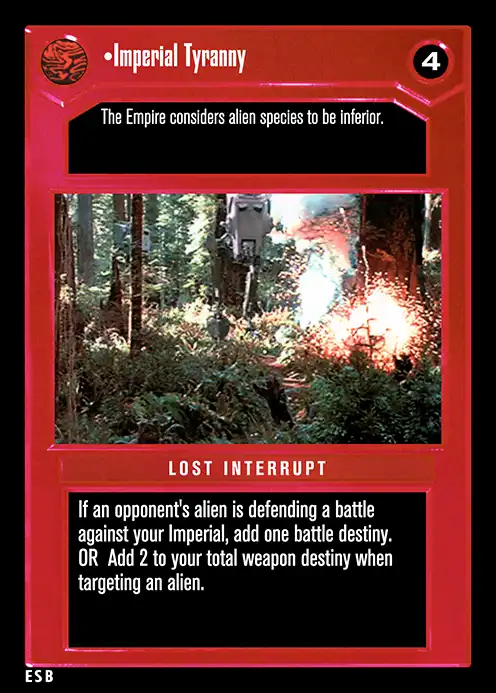 •Imperial Tyranny
4
The Empire considers alien species to be inferior.
LOST INTERRUPT
If an opponent's alien is defending a battle
against your Imperial, add one battle destiny.
OR  Add 2 to your total weapon destiny when
targeting an alien.
ESB